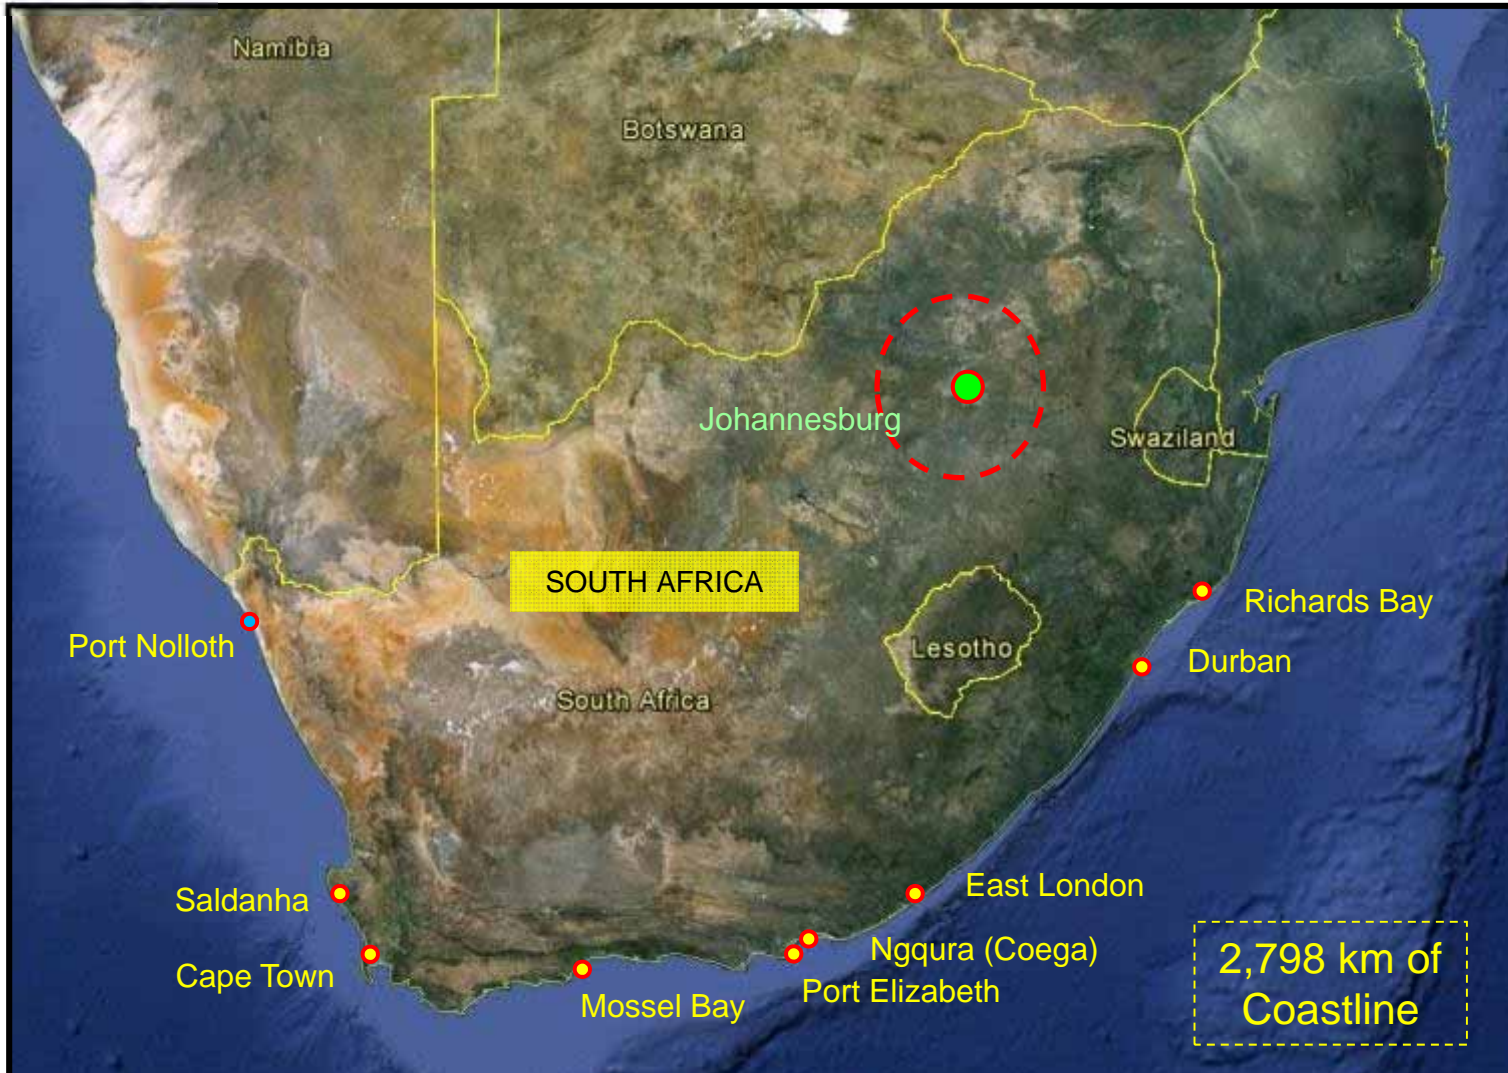 Namibia
Botswana
Johannesburg
Swaziland
SOUTH AFRICA
Richards Bay
Port Nolloth
Lesotho
Durban
South Africa
Saldanha
East London
Ngqura (Coega)
Cape Town
Port Elizabeth
Mossel Bay
2,798 km of
Coastline